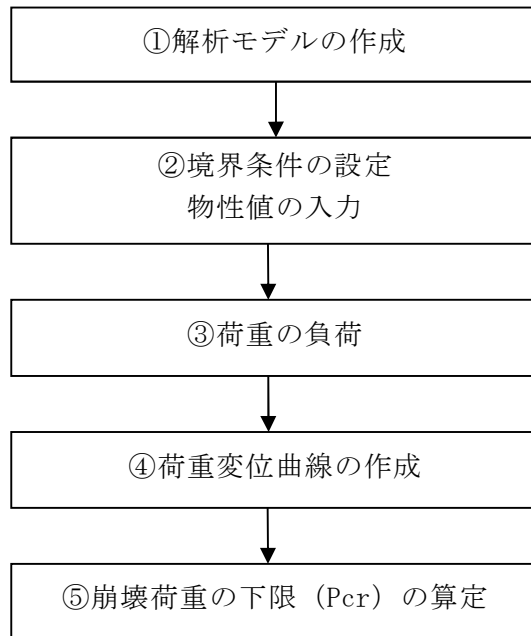 ①解析モデルの作成
②境界条件の設定
物性値の入力
③荷重の負荷
④荷重変位曲線の作成
⑤崩壊荷重の下限（Pcr）の算定